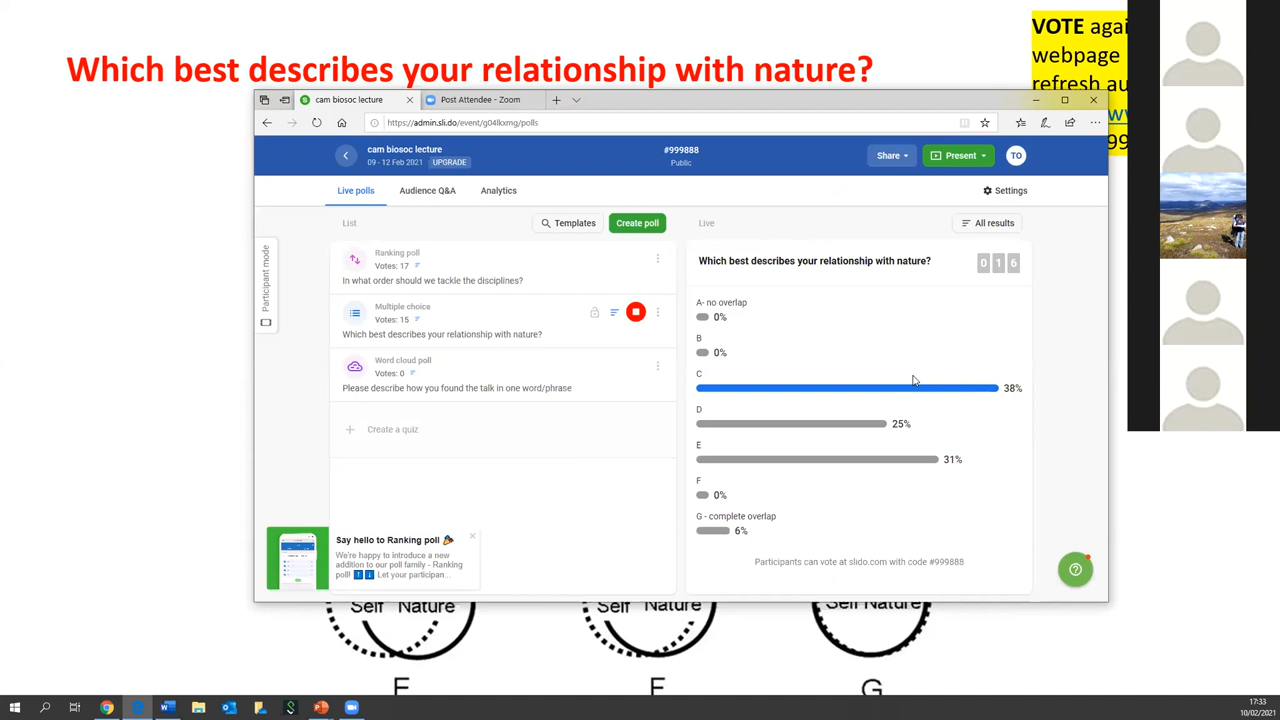 Which best describes your relationship with nature?
VOTE
webpage
refresh
cam biosoc lecture
Post Attendee - Zoom
https://admin.sli.do/event/g04lkxmg/polls
cam biosoc lecture
09 - 12 Feb 2021 UPGRADE
#999888
Public
Share
Present
TO
Live polls
Audience Q&A
Analytics
Settings
List
Templates
Create poll
Live
All results
Participant mode
Ranking poll
Votes: 17
In what order should we tackle the disciplines?
Multiple choice
Votes: 15
Which best describes your relationship with nature?
Word cloud poll
Votes: 0
Please describe how you found the talk in one word/phrase
Create a quiz
Say hello to Ranking poll
We're happy to introduce a new
addition to our poll family - Ranking
poll! Let your participan...
Which best describes your relationship with nature?
0 1 6
A- no overlap
0%
B
0%
C
38%
D
25%
E
31%
F
0%
G - complete overlap
6%
Participants can vote at slido.com with code #999888
Self Nature
Self Nature
Self Nature
G
17:33
10/02/2021